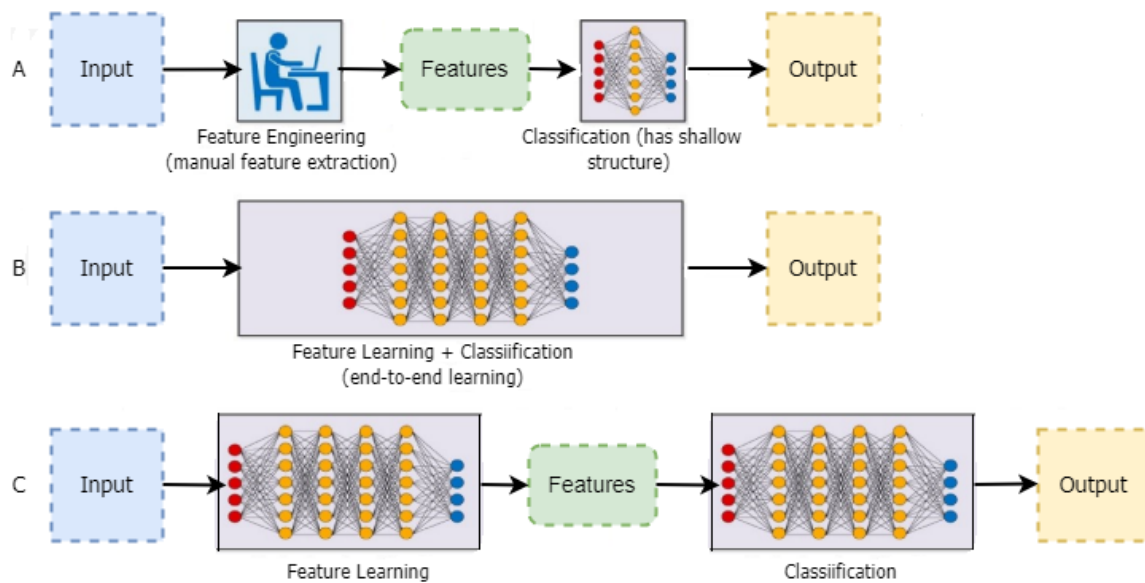 A
Input
Features
Output
Feature Engineering
(manual feature extraction)
Classification (has shallow
structure)
B
Input
Output
Feature Learning + Classiification
(end-to-end learning)
C
Input
Features
Output
Feature Learning
Classiification